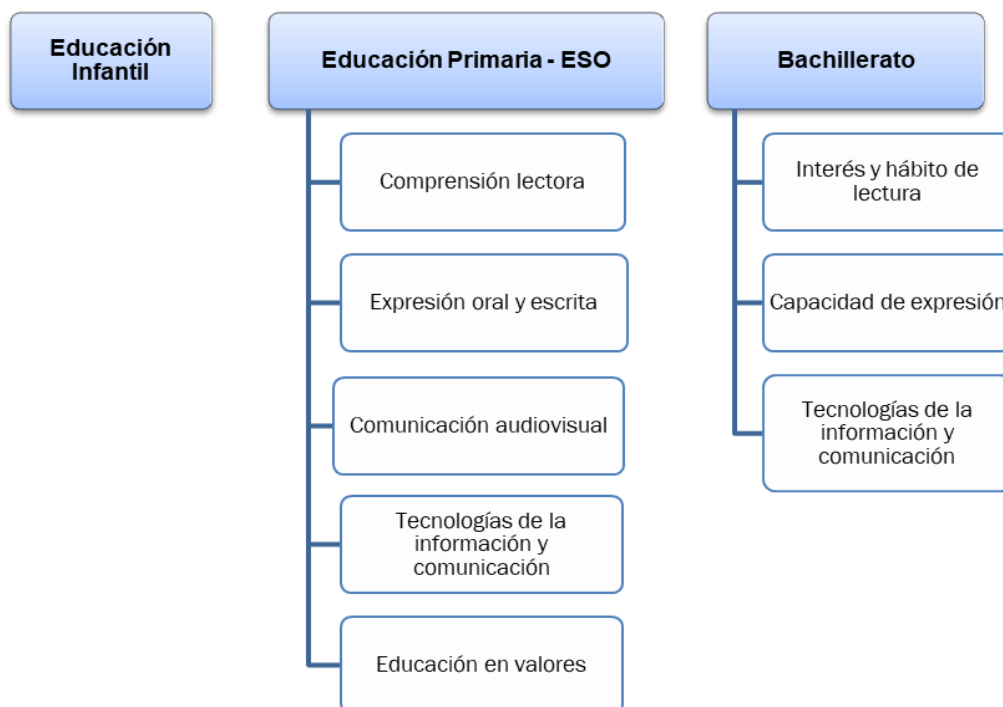 Educación
Infantil
Educación Primaria - ESO
Comprensión lectora
Expresión oral y escrita
Comunicación audiovisual
Tecnologías de la
información y
comunicación
Educación en valores
Bachillerato
Interés y hábito de
lectura
Capacidad de expresión
Tecnologías de la
información y
comunicación